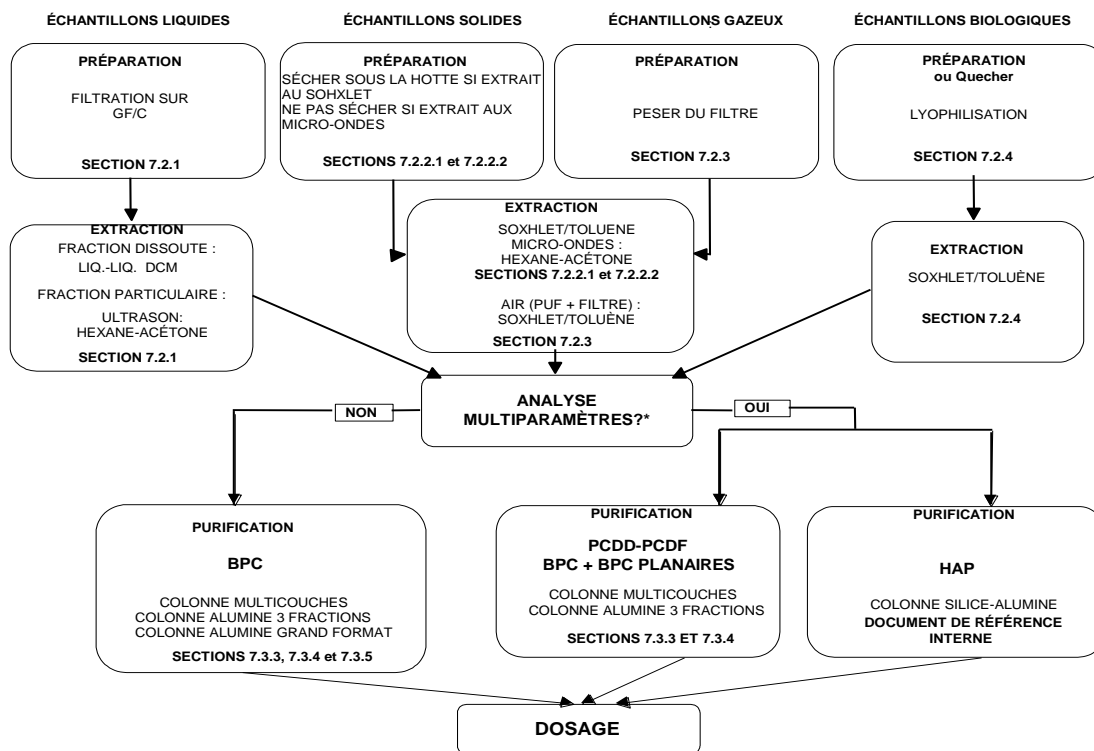 ÉCHANTILLONS LIQUIDES
ÉCHANTILLONS SOLIDES
ÉCHANTILLONS GAZEUX
ÉCHANTILLONS BIOLOGIQUES
PRÉPARATION
FILTRATION SUR
GF/C
SECTION 7.2.1
PRÉPARATION
SÉCHER SOUS LA HOTTE SI EXTRAIT
AU SOHXLET
NE PAS SÉCHER SI EXTRAIT AUX
MICRO-ONDES
SECTIONS 7.2.2.1 et 7.2.2.2
PRÉPARATION
PESER DU FILTRE
SECTION 7.2.3
PRÉPARATION
ou Quecher
LYOPHILISATION
SECTION 7.2.4
EXTRACTION
FRACTION DISSOUTE :
LIQ.-LIQ. DCM
FRACTION PARTICULAIRE :
ULTRASON:
HEXANE-ACÉTONE
SECTION 7.2.1
EXTRACTION
SOXHLET/TOLUENE
MICRO-ONDES :
HEXANE-ACÉTONE
SECTIONS 7.2.2.1 et 7.2.2.2
AIR (PUF + FILTRE) :
SOXHLET/TOLUÈNE
SECTION 7.2.3
EXTRACTION
SOXHLET/TOLUÈNE
SECTION 7.2.4
ANALYSE
MULTIPARAMÈTRES?*
NON
OUI
PURIFICATION
BPC
COLONNE MULTICOUCHES
COLONNE ALUMINE 3 FRACTIONS
COLONNE ALUMINE GRAND FORMAT
SECTIONS 7.3.3, 7.3.4 et 7.3.5
PURIFICATION
PCDD-PCDF
BPC + BPC PLANAIRES
COLONNE MULTICOUCHES
COLONNE ALUMINE 3 FRACTIONS
SECTIONS 7.3.3 ET 7.3.4
PURIFICATION
HAP
COLONNE SILICE-ALUMINE
DOCUMENT DE RÉFÉRENCE
INTERNE
DOSAGE